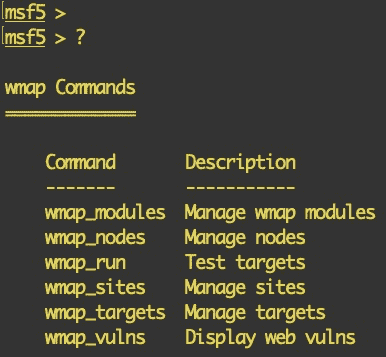 msf5 >
msf5 > ?
wmap Commands
=============
Command Description
------- -----------
wmap_modules Manage wmap modules
wmap_nodes Manage nodes
wmap_run Test targets
wmap_sites Manage sites
wmap_targets Manage targets
wmap_vulns Display web vulns